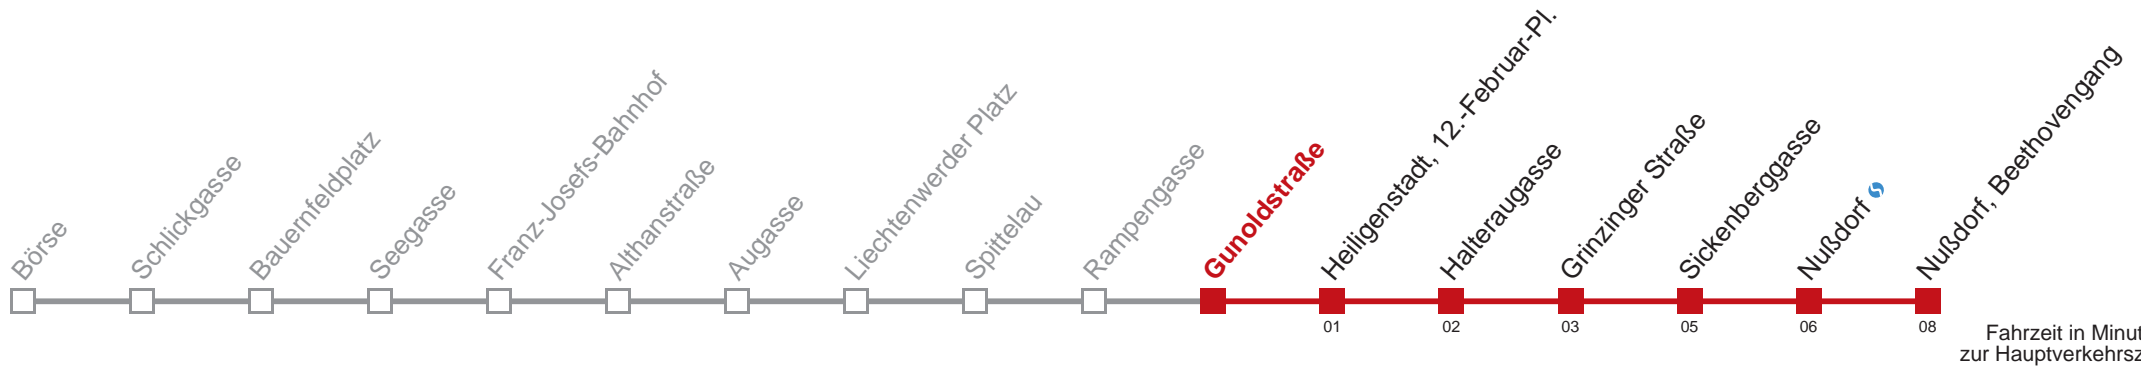 Börse
Schlickgasse
Bauernfeldplatz
Seegasse
Franz-Josefs-Bahnhof
Althanstraße
Augasse
Liechtenwerder Platz
Spittelau
Rampengasse
Gunoldstraße
Heiligenstadt, 12.-Februar-Pl.
Halteraugasse
Grinzinger Straße
Sickenberggasse
Nußdorf
Nußdorf, Beethovengang
01 02 03 05 06 08
Fahrzeit in Minut
zur Hauptverkehrsz